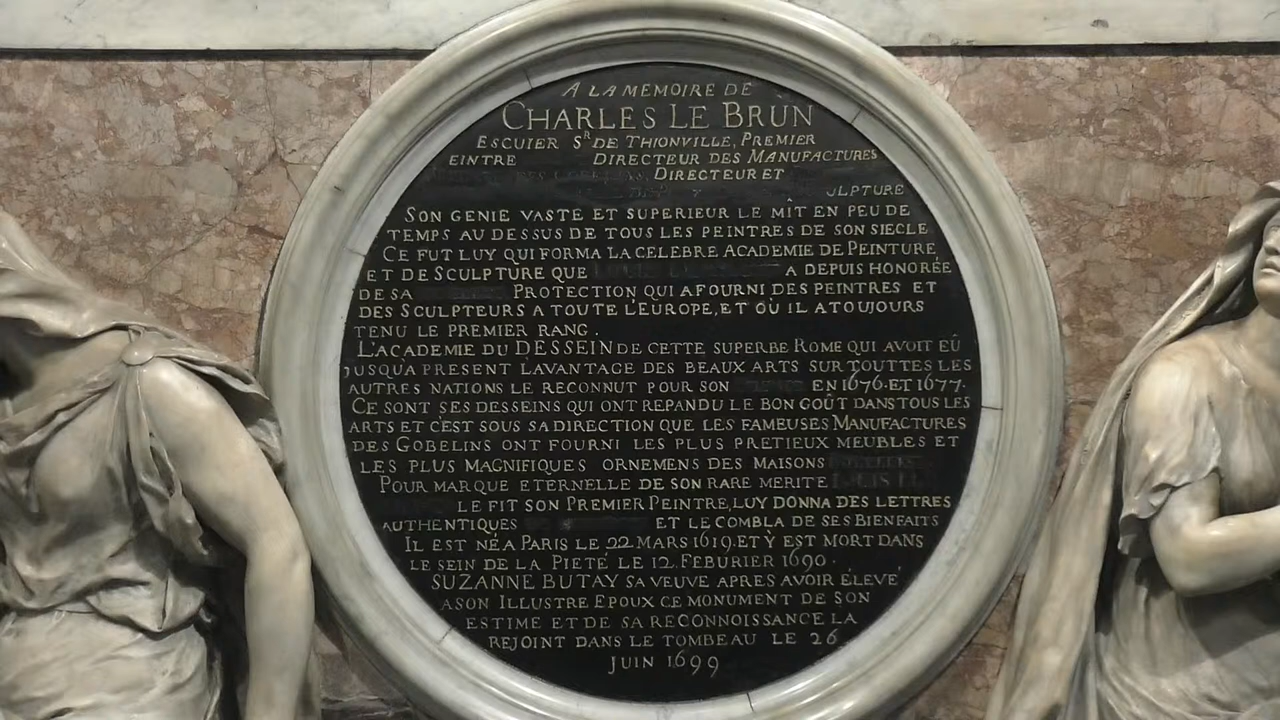 A LA MEMOIRE DE
CHARLES LE BRUN
ESCUIER SR DE THIONVILLE, PREMIER
EINTRE DIRECTEUR DES MANUFACTURES
DIRECTEUR ET
ULPTURE
SON GENIE VASTE ET SUPERIEUR LE MÎT EN PEU DE
TEMPS AU DESSUS DE TOUS LES PEINTRES DE SON SIECLE
CE FUT LUY QUI FORMA LA CELEBRE ACADEMIE DE PEINTURE,
ET DE SCULPTURE QUE A DEPUIS HONORÉE
DE SA PROTECTION QUI A FOURNI DES PEINTRES ET
DES SCULPTEURS A TOUTE L'EUROPE, ET OÙ IL A TOUJOURS
TENU LE PREMIER RANG.
L'ACADEMIE DU DESSEIN DE CETTE SUPERBE ROME QUI AVOIT EÛ
JUSQU'A PRESENT L'AVANTAGE DES BEAUX ARTS SUR TOUTTES LES
AUTRES NATIONS LE RECONNUT POUR SON EN 1676. ET 1677.
CE SONT SES DESSEINS QUI ONT REPANDU LE BON GOÛT DANS TOUS LES
ARTS ET C'EST SOUS SA DIRECTION QUE LES FAMEUSES MANUFACTURES
DES GOBELINS ONT FOURNI LES PLUS PRETIEUX MEUBLES ET
LES PLUS MAGNIFIQUES ORNEMENS DES MAISONS
POUR MARQUE ETERNELLE DE SON RARE MERITE
LE FIT SON PREMIER PEINTRE, LUY DONNA DES LETTRES
AUTHENTIQUES ET LE COMBLA DE SES BIENFAITS
IL EST NÉ A PARIS LE 22 MARS 1619. ET Y EST MORT DANS
LE SEIN DE LA PIETÉ LE 12. FEBURIER 1690.
SUZANNE BUTAY SA VEUVE APRES AVOIR ÉLEVÉ
A SON ILLUSTRE EPOUX CE MONUMENT DE SON
ESTIME ET DE SA RECONNOISSANCE LA
REJOINT DANS LE TOMBEAU LE 26
JUIN 1699